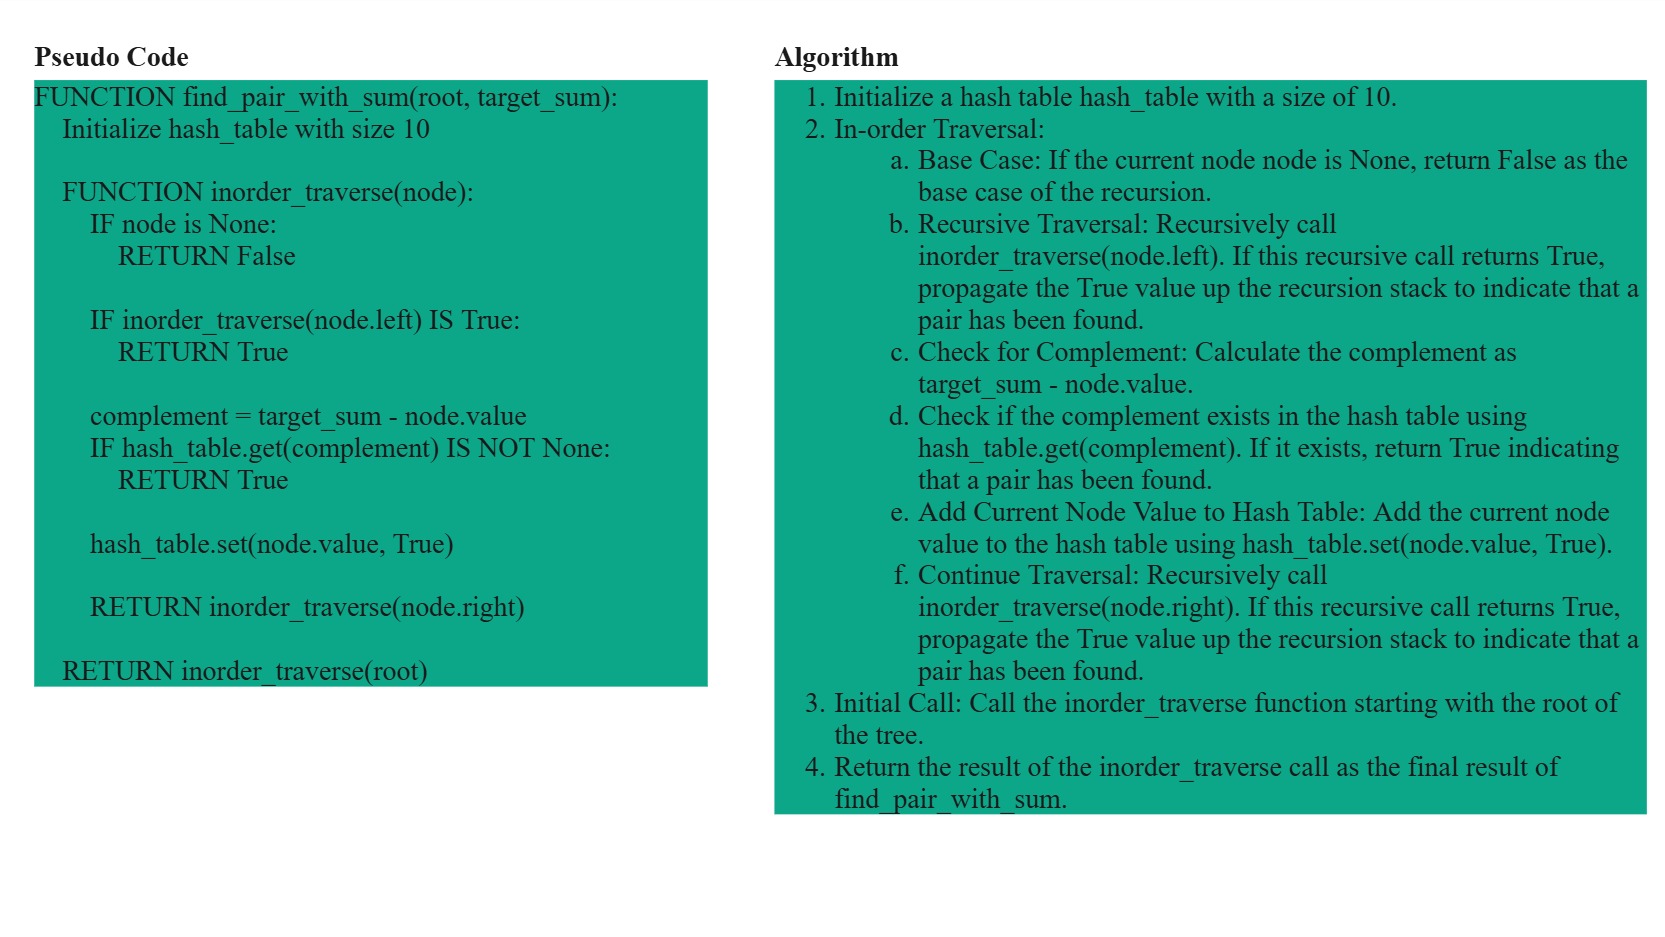 Pseudo Code
FUNCTION find_pair_with_sum(root, target_sum):
Initialize hash_table with size 10
FUNCTION inorder_traverse(node):
IF node is None:
RETURN False
IF inorder_traverse(node.left) IS True:
RETURN True
complement = target_sum - node.value
IF hash_table.get(complement) IS NOT None:
RETURN True
hash_table.set(node.value, True)
RETURN inorder_traverse(node.right)
RETURN inorder_traverse(root)
Algorithm
1. Initialize a hash table hash_table with a size of 10.
2. In-order Traversal:
a. Base Case: If the current node node is None, return False as the
base case of the recursion.
b. Recursive Traversal: Recursively call
inorder_traverse(node.left). If this recursive call returns True,
propagate the True value up the recursion stack to indicate that a
pair has been found.
c. Check for Complement: Calculate the complement as
target_sum - node.value.
d. Check if the complement exists in the hash table using
hash_table.get(complement). If it exists, return True indicating
that a pair has been found.
e. Add Current Node Value to Hash Table: Add the current node
value to the hash table using hash_table.set(node.value, True).
f. Continue Traversal: Recursively call
inorder_traverse(node.right). If this recursive call returns True,
propagate the True value up the recursion stack to indicate that a
pair has been found.
3. Initial Call: Call the inorder_traverse function starting with the root of
the tree.
4. Return the result of the inorder_traverse call as the final result of
find_pair_with_sum.